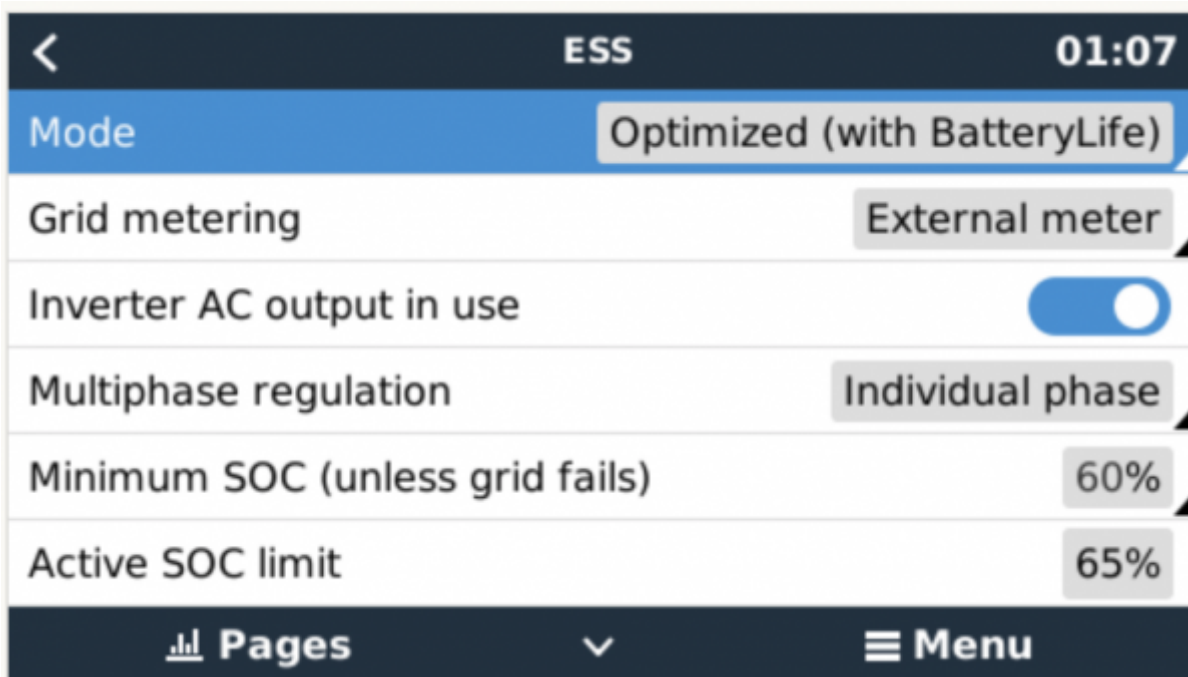 ESS 01:07
Mode Optimized (with BatteryLife)
Grid metering External meter
Inverter AC output in use
Multiphase regulation Individual phase
Minimum SOC (unless grid fails) 60%
Active SOC limit 65%
Pages Menu